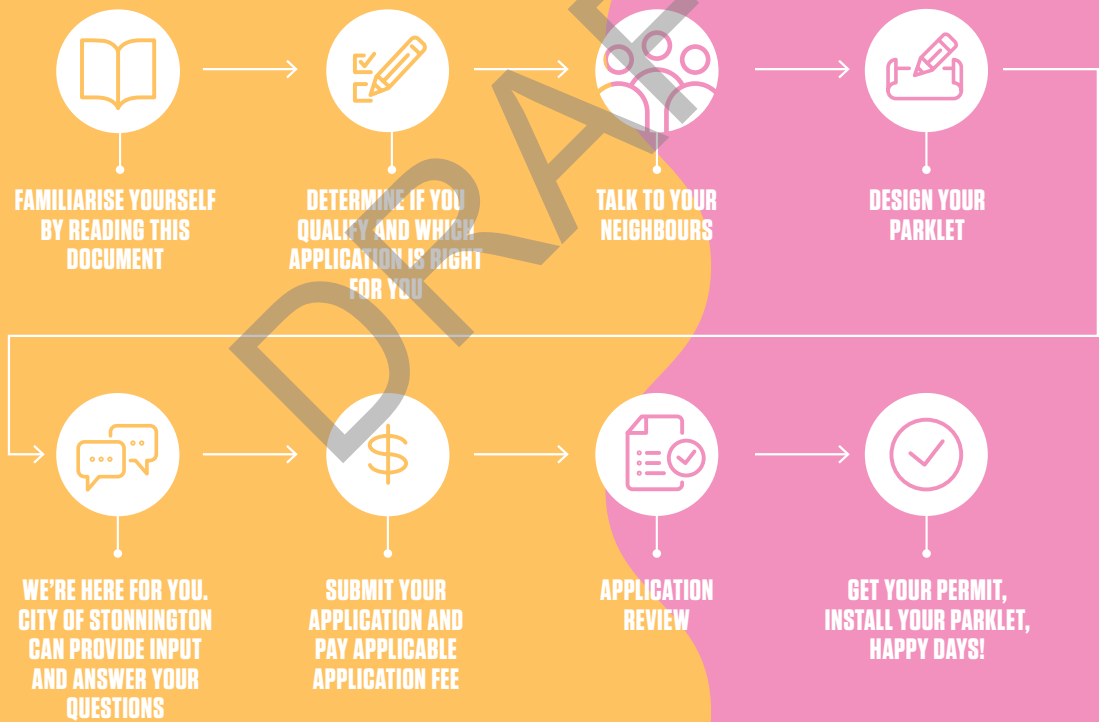 FAMILIARISE YOURSELF
BY READING THIS
DOCUMENT
DETERMINE IF YOU
QUALIFY AND WHICH
APPLICATION IS RIGHT
FOR YOU
TALK TO YOUR
NEIGHBOURS
DESIGN YOUR
PARKLET
WE'RE HERE FOR YOU.
CITY OF STONNINGTON
CAN PROVIDE INPUT
AND ANSWER YOUR
QUESTIONS
$
SUBMIT YOUR
APPLICATION AND
PAY APPLICABLE
APPLICATION FEE
APPLICATION
REVIEW
GET YOUR PERMIT,
INSTALL YOUR PARKLET,
HAPPY DAYS!
DRAF